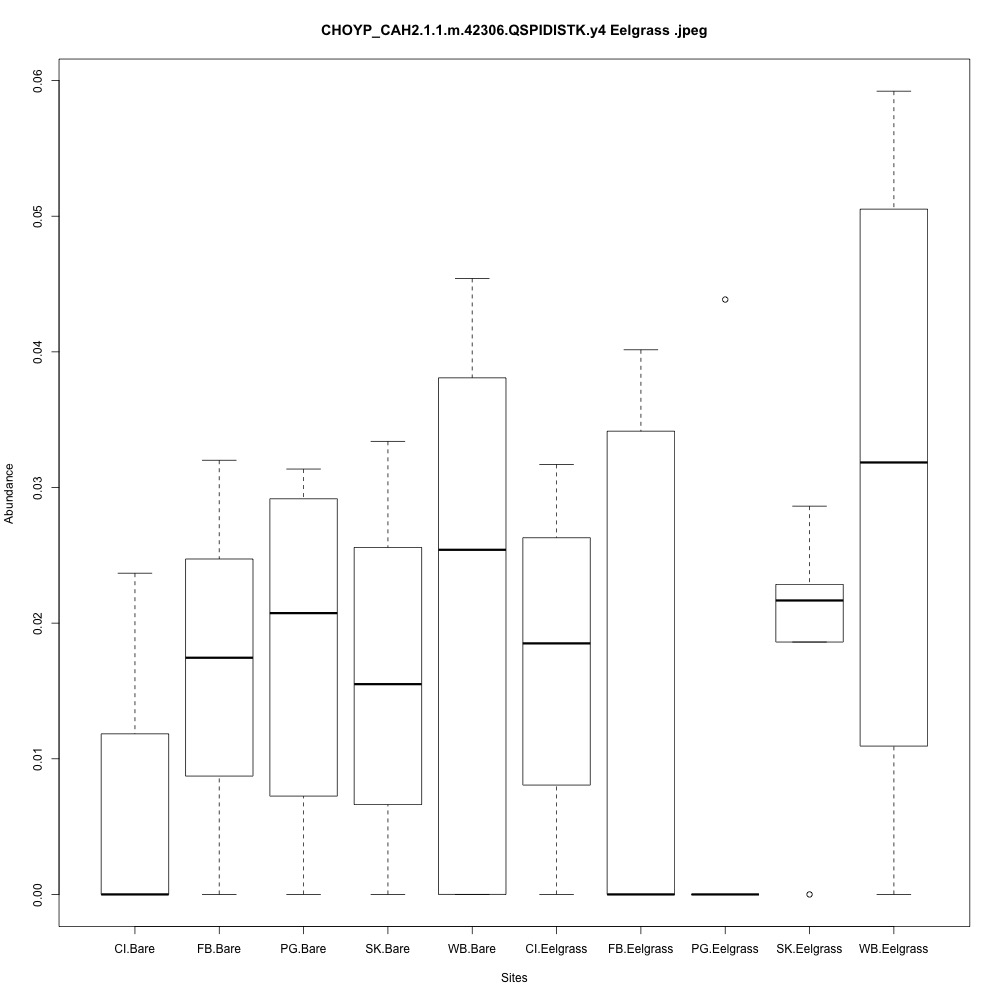 CHOYP_CAH2.1.1.m.42306.QSPIDISTK.y4 Eelgrass .jpeg
Abundance
0.06
0.05
0.04
0.03
0.02
0.01
0.00
CI.Bare FB.Bare PG.Bare SK.Bare WB.Bare CI.Eelgrass FB.Eelgrass PG.Eelgrass SK.Eelgrass WB.Eelgrass
Sites